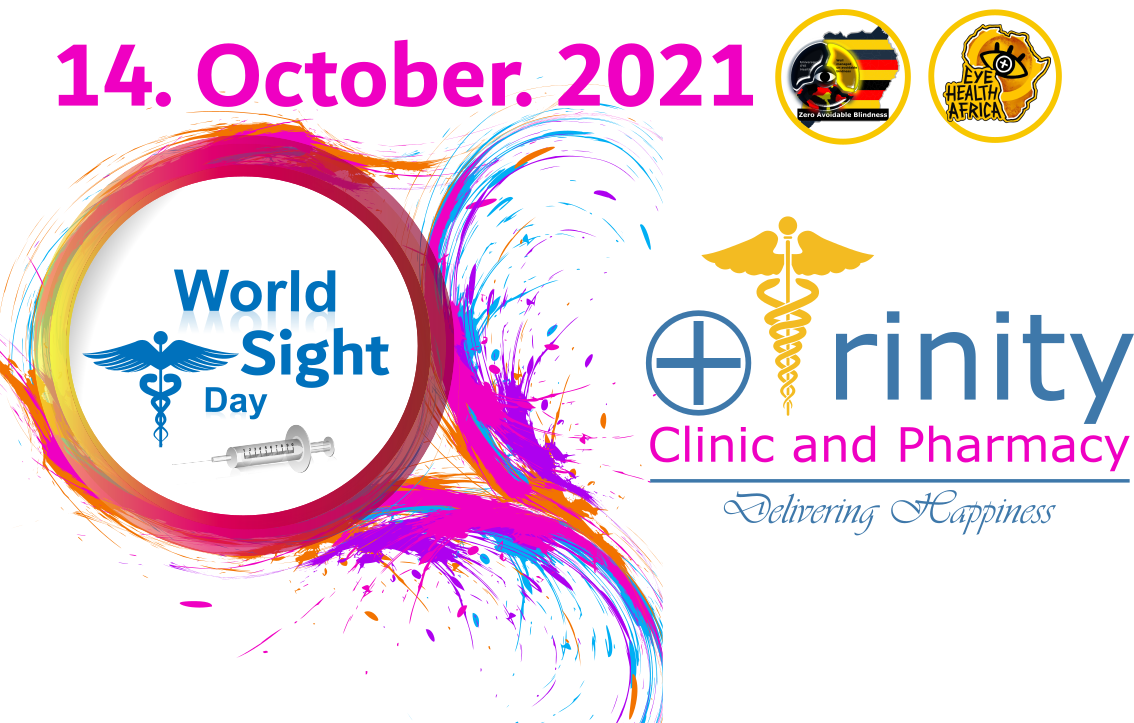 14. October. 2021
Zero Avoidable Blindness
EYE
HEALTH
AFRICA
World
Sight
Day
rinity
Clinic and Pharmacy
Delivering Happiness